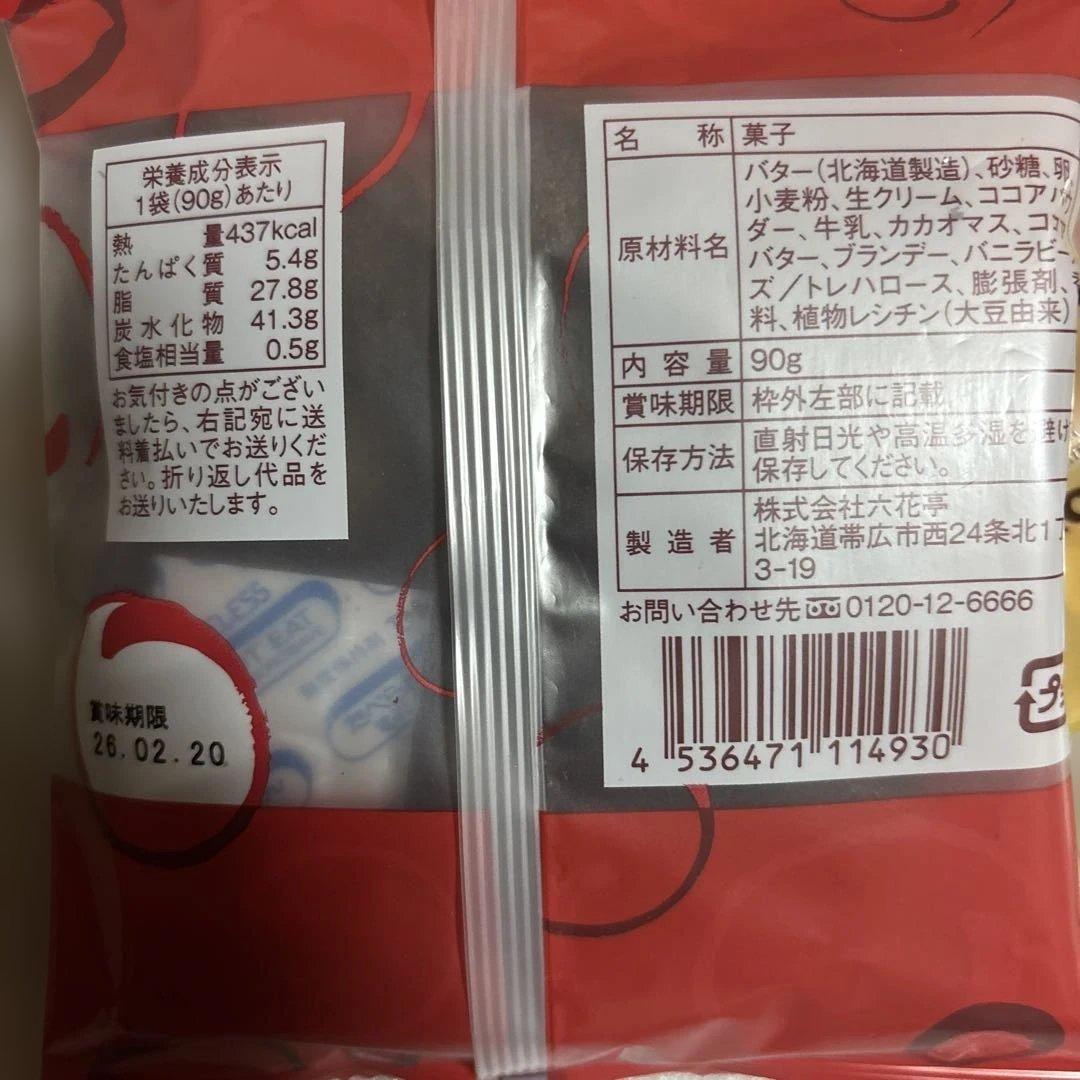 栄養成分表示
1袋(90g)あたり
熱量 437kcal
たんぱく質 5.4g
脂質 27.8g
炭水化物 41.3g
食塩相当量 0.5g
お気付きの点がござい
ましたら、右記宛に送
料着払いでお送りくだ
さい。折り返し代品を
お送りいたします。
賞味期限
26.02.20
名称 菓子
原材料名 バター(北海道製造)、砂糖、卵
小麦粉、生クリーム、ココアパウ
ダー、牛乳、カカオマス、ココア
バター、ブランデー、バニラビー
ズ/トレハロース、膨張剤、香
料、植物レシチン(大豆由来)
内容量 90g
賞味期限 枠外左部に記載
保存方法 直射日光や高温多湿を避け
保存してください。
製造者 株式会社六花亭
北海道帯広市西24条北1丁
3-19
お問い合わせ先 0120-12-6666
4 536471 114930
プラ